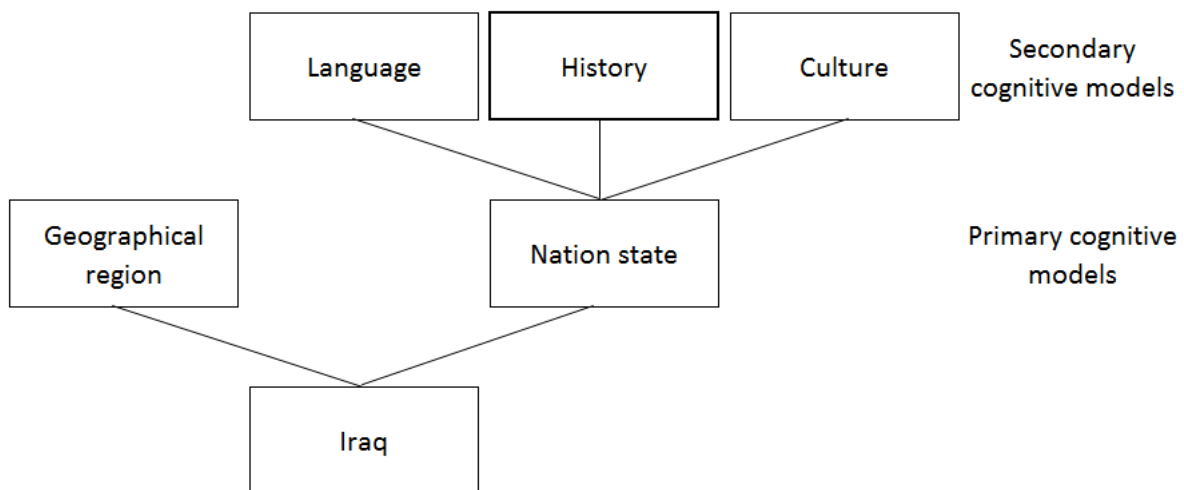 Language
History
Culture
Secondary
cognitive models
Geographical
region
Nation state
Primary cognitive
models
Iraq